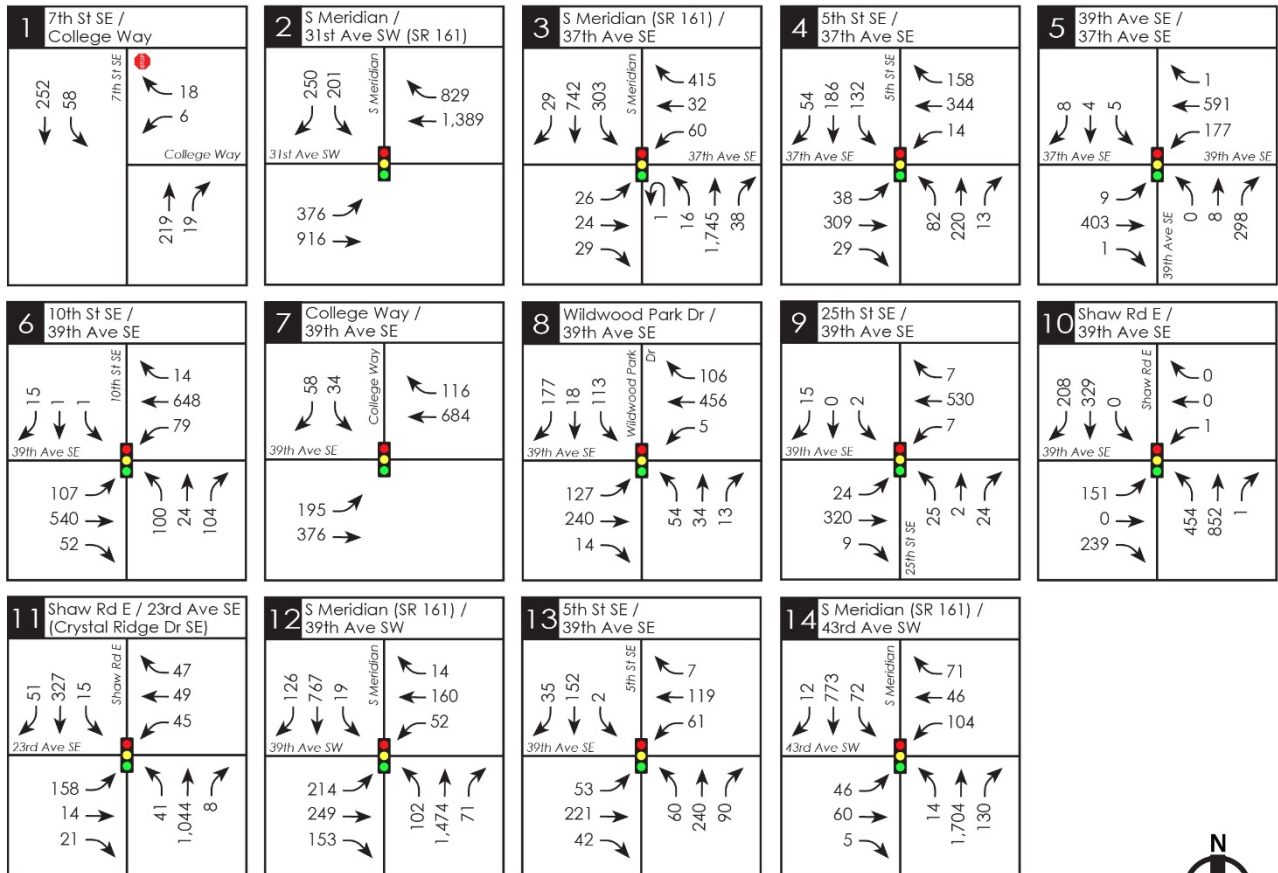 1
7th St SE /
College Way
252
58
7th St SE
STOP
18
6
College Way
219
19
2
S Meridian /
31st Ave SW (SR 161)
250
201
S Meridian
829
1,389
31st Ave SW
376
916
3
S Meridian (SR 161) /
37th Ave SE
29
742
303
S Meridian
415
32
60
37th Ave SE
26
24
29
1
16
1,745
38
4
5th St SE /
37th Ave SE
54
186
132
5th St SE
158
344
14
37th Ave SE
38
309
29
82
220
13
5
39th Ave SE /
37th Ave SE
8
4
5
1
591
177
37th Ave SE
39th Ave SE
9
403
1
39th Ave SE
0
8
298
6
10th St SE /
39th Ave SE
15
1
1
10th St SE
14
648
79
39th Ave SE
107
540
52
100
24
104
7
College Way /
39th Ave SE
58
34
College Way
116
684
39th Ave SE
195
376
8
Wildwood Park Dr /
39th Ave SE
177
18
113
Wildwood Park
Dr
106
456
5
39th Ave SE
127
240
14
54
34
13
9
25th St SE /
39th Ave SE
15
0
2
7
530
7
39th Ave SE
24
320
9
25th St SE
25
2
24
10
Shaw Rd E /
39th Ave SE
208
329
0
Shaw Rd E
0
0
1
39th Ave SE
151
0
239
454
852
1
11
Shaw Rd E / 23rd Ave SE
(Crystal Ridge Dr SE)
51
327
15
Shaw Rd E
47
49
45
23rd Ave SE
158
14
21
41
1,044
8
12
S Meridian (SR 161) /
39th Ave SW
126
767
19
S Meridian
14
160
52
39th Ave SW
214
249
153
102
1,474
71
13
5th St SE /
39th Ave SE
35
152
2
5th St SE
7
119
61
39th Ave SE
53
221
42
60
240
90
14
S Meridian (SR 161) /
43rd Ave SW
12
773
72
S Meridian
71
46
104
43rd Ave SW
46
60
5
14
1,704
130
N